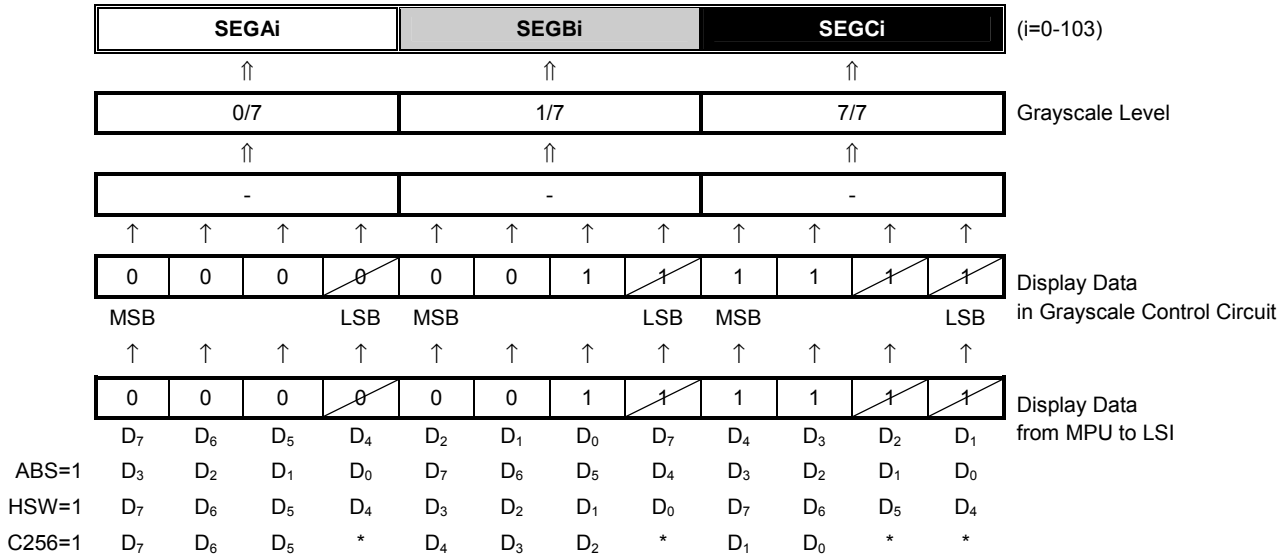 SEGAi SEGBi SEGCi (i=0-103)
⇑ ⇑ ⇑
0/7 1/7 7/7 Grayscale Level
⇑ ⇑ ⇑
- - -
↑ ↑ ↑ ↑ ↑ ↑ ↑ ↑ ↑ ↑ ↑ ↑
0 0 0 0 0 0 1 1 1 1 1 1 Display Data
in Grayscale Control Circuit
MSB LSB MSB LSB MSB LSB
↑ ↑ ↑ ↑ ↑ ↑ ↑ ↑ ↑ ↑ ↑ ↑
0 0 0 0 0 0 1 1 1 1 1 1 Display Data
from MPU to LSI
D₇ D₆ D₅ D₄ D₂ D₁ D₀ D₇ D₄ D₃ D₂ D₁
ABS=1 D₃ D₂ D₁ D₀ D₇ D₆ D₅ D₄ D₃ D₂ D₁ D₀
HSW=1 D₇ D₆ D₅ D₄ D₃ D₂ D₁ D₀ D₇ D₆ D₅ D₄
C256=1 D₇ D₆ D₅ * D₄ D₃ D₂ * D₁ D₀ * *